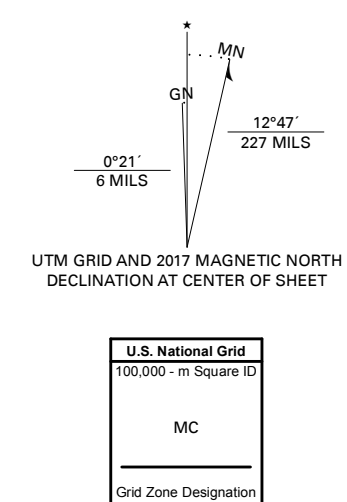 ★
MN
GN
12°47´
227 MILS
0°21´
6 MILS
UTM GRID AND 2017 MAGNETIC NORTH
DECLINATION AT CENTER OF SHEET
U.S. National Grid
100,000 - m Square ID
MC
Grid Zone Designation